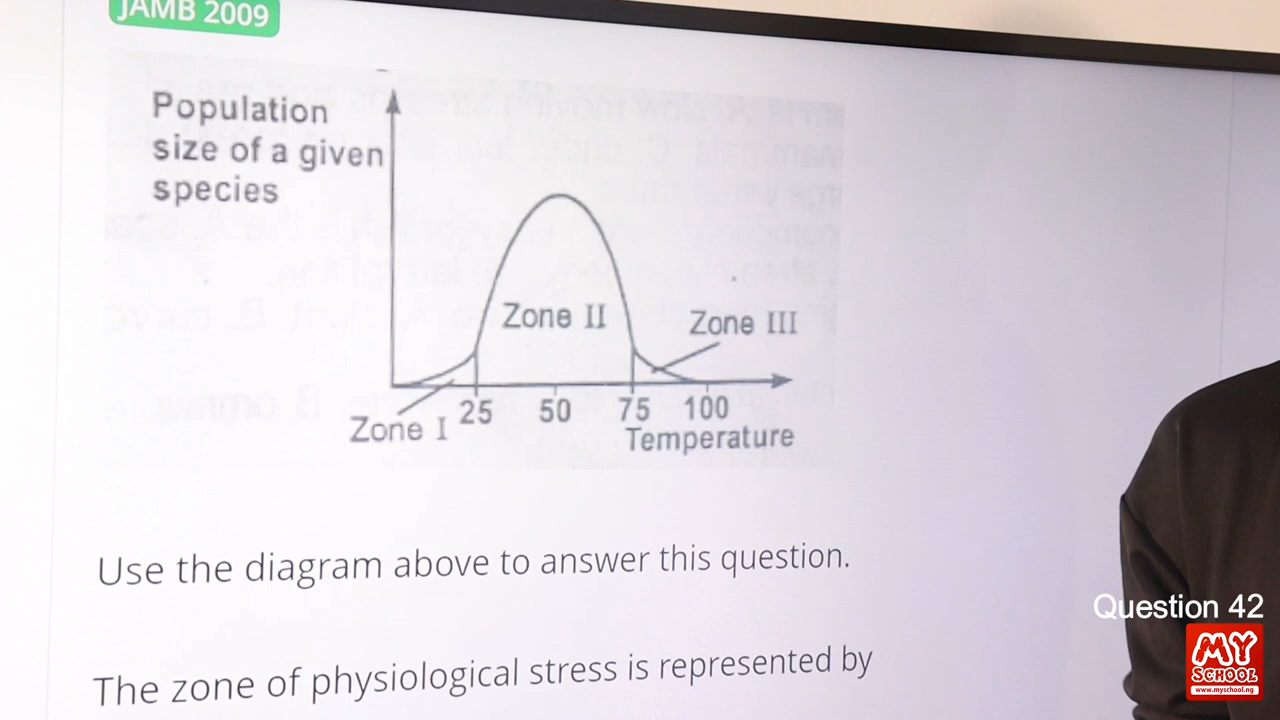 JAMB 2009
Population
size of a given
species
Zone II
Zone III
25 50 75 100
Zone I
Temperature
Use the diagram above to answer this question.
The zone of physiological stress is represented by
Question 42
MY
SCHOOL
www.myschool.ng